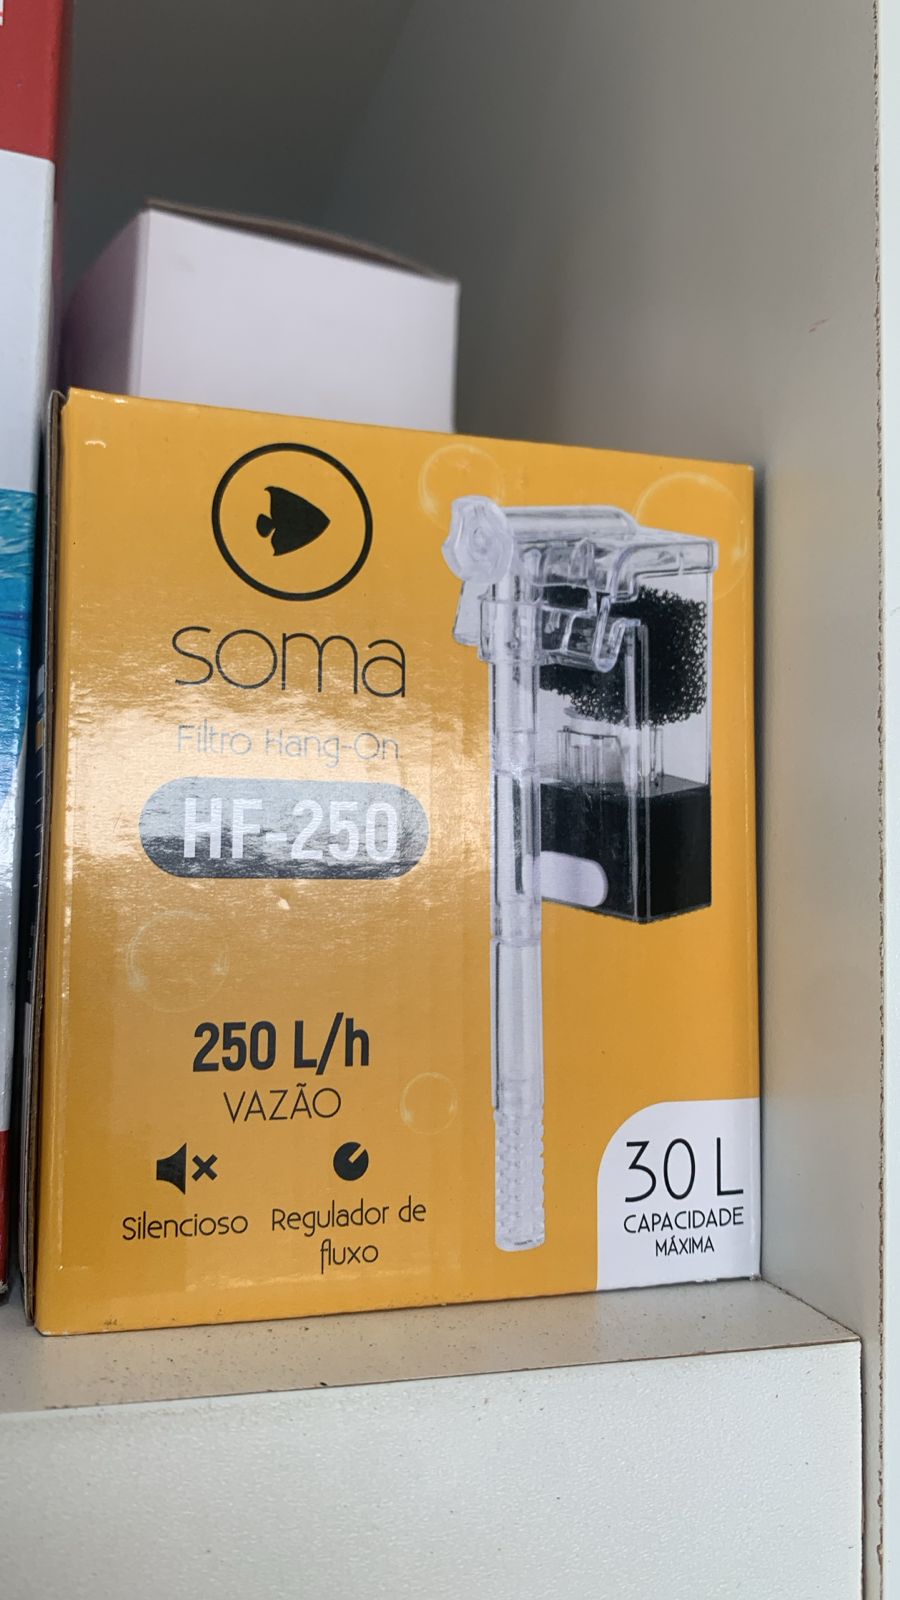 soma
Filtro Hang-On
HF-250
250 L/h
VAZÃO
Silencioso
Regulador de
fluxo
30 L
CAPACIDADE
MÁXIMA